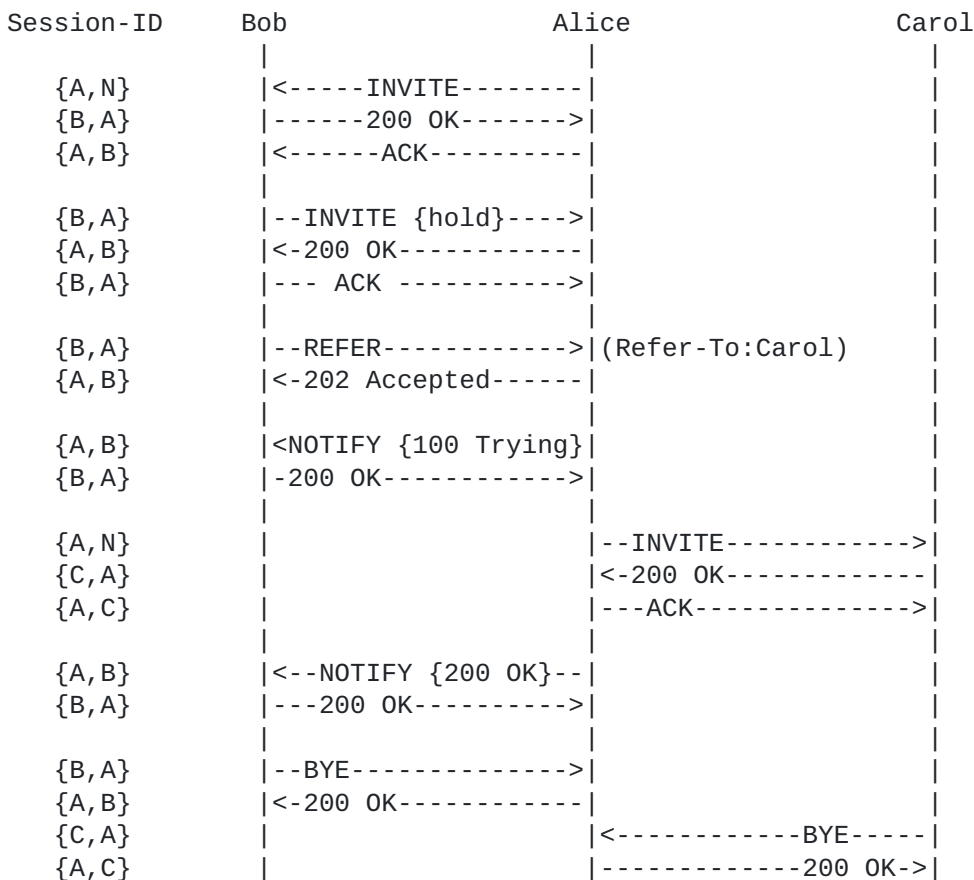 Session-ID     Bob                 Alice                Carol
                |                    |                    |
   {A,N}        |<-----INVITE--------|                    |
   {B,A}        |------200 OK------->|                    |
   {A,B}        |<------ACK----------|                    |
                |                    |                    |
   {B,A}        |--INVITE {hold}---->|                    |
   {A,B}        |<-200 OK------------|                    |
   {B,A}        |--- ACK ----------->|                    |
                |                    |                    |
   {B,A}        |--REFER------------>|(Refer-To:Carol)    |
   {A,B}        |<-202 Accepted------|                    |
                |                    |                    |
   {A,B}        |<NOTIFY {100 Trying}|                    |
   {B,A}        |-200 OK------------>|                    |
                |                    |                    |
   {A,N}        |                    |--INVITE----------->|
   {C,A}        |                    |<-200 OK------------|
   {A,C}        |                    |---ACK------------->|
                |                    |                    |
   {A,B}        |<--NOTIFY {200 OK}--|                    |
   {B,A}        |---200 OK---------->|                    |
                |                    |                    |
   {B,A}        |--BYE-------------->|                    |
   {A,B}        |<-200 OK------------|                    |
   {C,A}        |                    |<------------BYE----|
   {A,C}        |                    |-------------200 OK->|